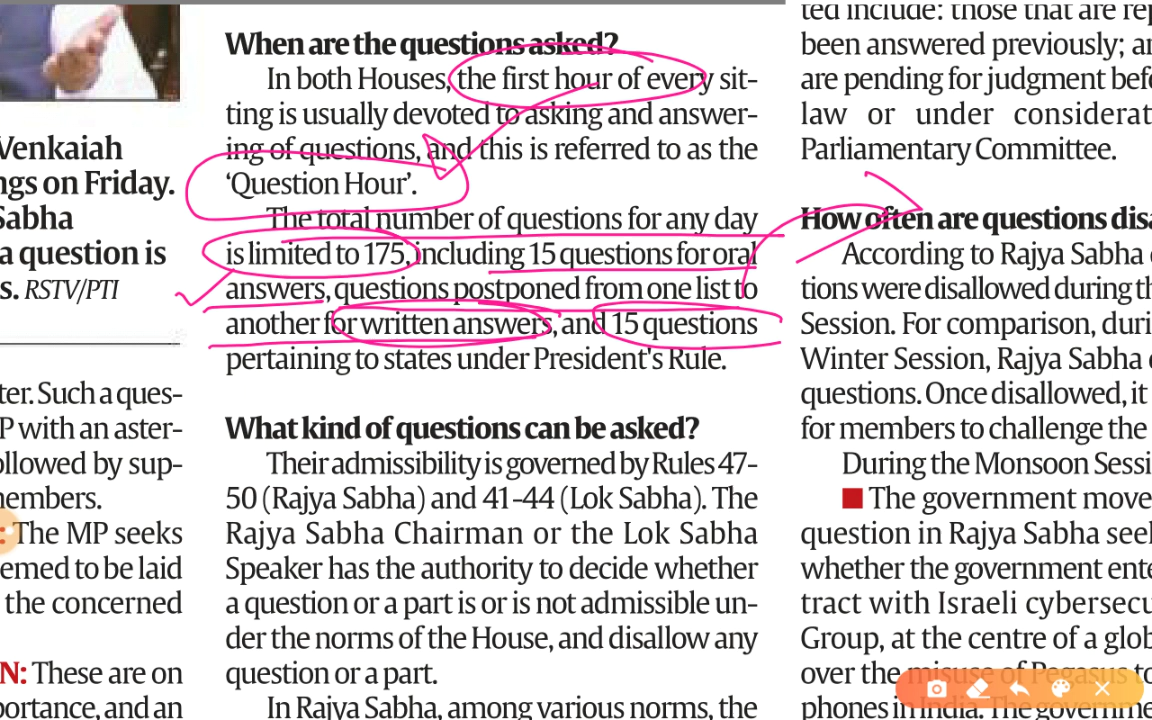 Venkaiah
ngs on Friday.
Sabha
a question is
s. RSTV/PTI
ter. Such a ques-
P with an aster-
ollowed by sup-
nembers.
: The MP seeks
emed to be laid
the concerned
N: These are on
portance, and an
When are the questions asked?
In both Houses, the first hour of every sit-
ting is usually devoted to asking and answer-
ing of questions, and this is referred to as the
‘Question Hour’.
The total number of questions for any day
is limited to 175, including 15 questions for oral
answers, questions postponed from one list to
another for written answers, and 15 questions
pertaining to states under President's Rule.
What kind of questions can be asked?
Their admissibility is governed by Rules 47-
50 (Rajya Sabha) and 41-44 (Lok Sabha). The
Rajya Sabha Chairman or the Lok Sabha
Speaker has the authority to decide whether
a question or a part is or is not admissible un-
der the norms of the House, and disallow any
question or a part.
In Rajya Sabha, among various norms, the
ted include: those that are rep
been answered previously; an
are pending for judgment befo
law or under considerat
Parliamentary Committee.
How often are questions disa
According to Rajya Sabha
tions were disallowed during th
Session. For comparison, duri
Winter Session, Rajya Sabha
questions. Once disallowed, it
for members to challenge the
During the Monsoon Sessi
The government move
question in Rajya Sabha seek
whether the government ente
tract with Israeli cybersecu
Group, at the centre of a glob
over the misuse of Pegasus to
phones in India. The governme